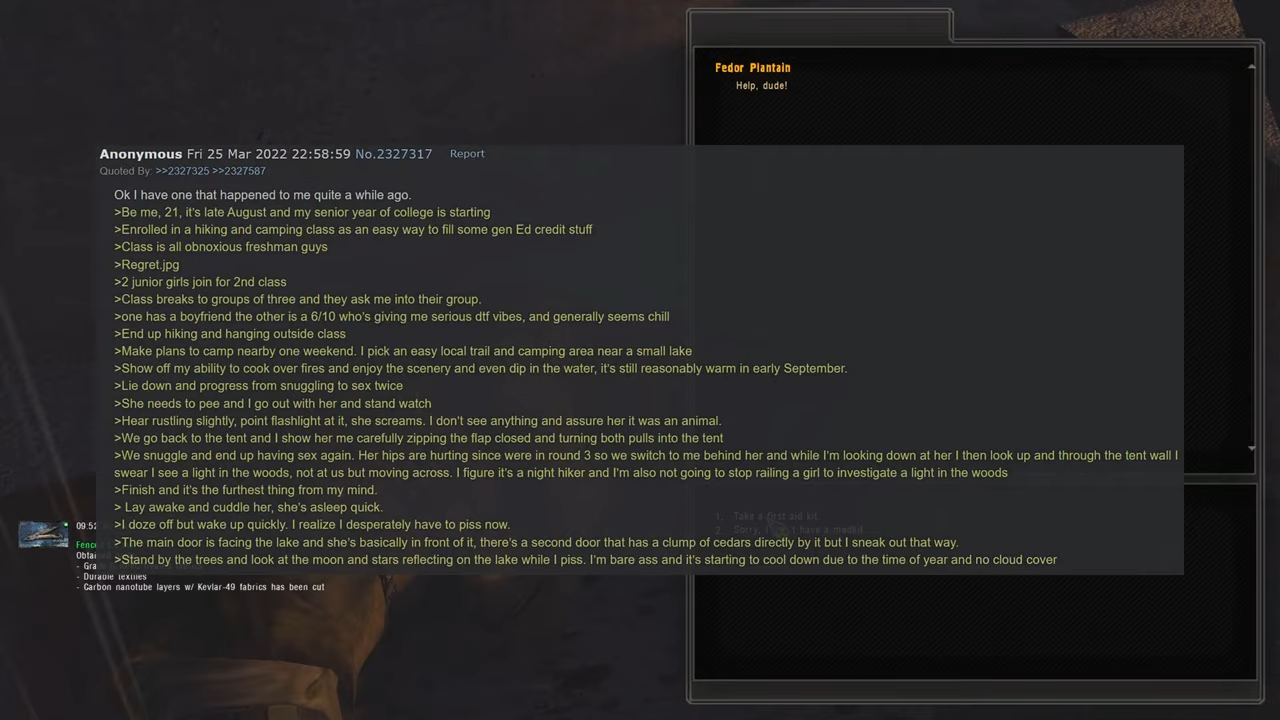 Fedor Plantain
Help, dude!
Anonymous Fri 25 Mar 2022 22:58:59 No.2327317 Report
Quoted By: >>2327325 >>2327587
Ok I have one that happened to me quite a while ago.
>Be me, 21, it's late August and my senior year of college is starting
>Enrolled in a hiking and camping class as an easy way to fill some gen Ed credit stuff
>Class is all obnoxious freshman guys
>Regret.jpg
>2 junior girls join for 2nd class
>Class breaks to groups of three and they ask me into their group.
>one has a boyfriend the other is a 6/10 who's giving me serious dtf vibes, and generally seems chill
>End up hiking and hanging outside class
>Make plans to camp nearby one weekend. I pick an easy local trail and camping area near a small lake
>Show off my ability to cook over fires and enjoy the scenery and even dip in the water, it's still reasonably warm in early September.
>Lie down and progress from snuggling to sex twice
>She needs to pee and I go out with her and stand watch
>Hear rustling slightly, point flashlight at it, she screams. I don't see anything and assure her it was an animal.
>We go back to the tent and I show her me carefully zipping the flap closed and turning both pulls into the tent
>We snuggle and end up having sex again. Her hips are hurting since were in round 3 so we switch to me behind her and while I'm looking down at her I then look up and through the tent wall I
swear I see a light in the woods, not at us but moving across. I figure it's a night hiker and I'm also not going to stop railing a girl to investigate a light in the woods
>Finish and it's the furthest thing from my mind.
> Lay awake and cuddle her, she's asleep quick.
>I doze off but wake up quickly. I realize I desperately have to piss now.
>The main door is facing the lake and she's basically in front of it, there's a second door that has a clump of cedars directly by it but I sneak out that way.
>Stand by the trees and look at the moon and stars reflecting on the lake while I piss. I'm bare ass and it's starting to cool down due to the time of year and no cloud cover
1. Take a first aid kit.
2. Sorry, I have a medkit...
09:52
Obta
- Gra
- Durable textiles
- Carbon nanotube layers w/ Kevlar-49 fabrics has been cut